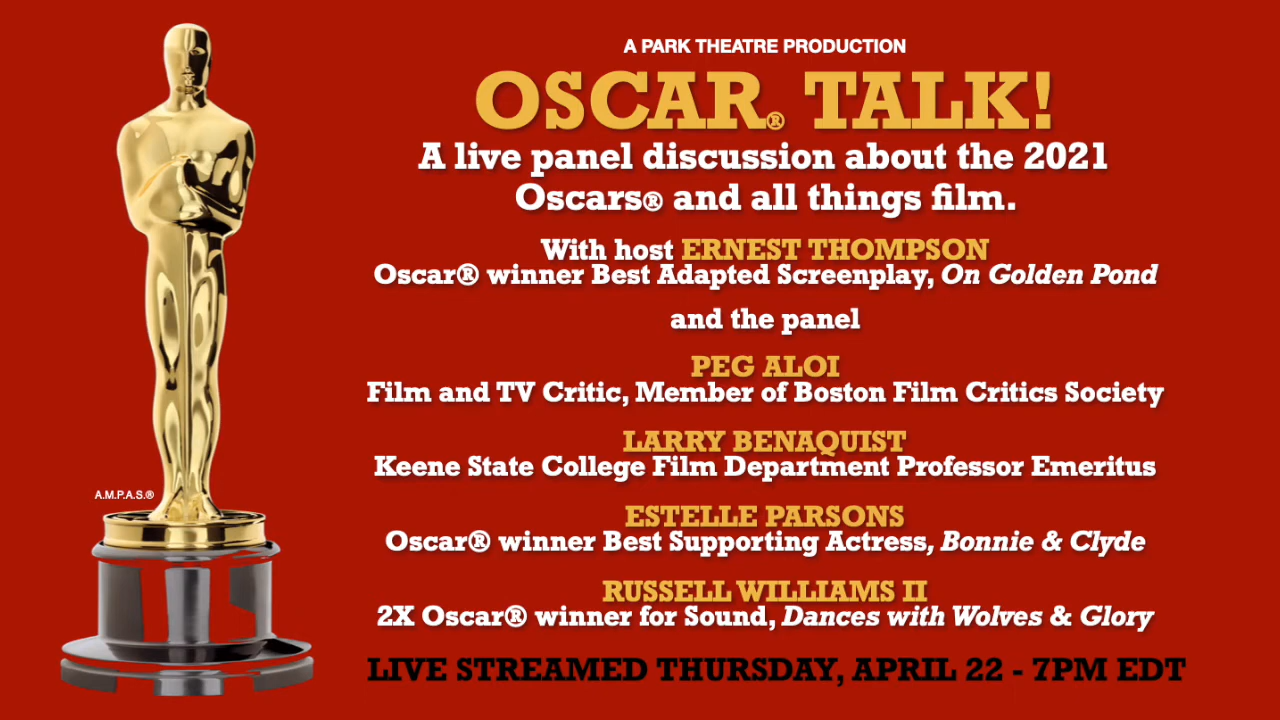 A PARK THEATRE PRODUCTION
OSCAR® TALK!
A live panel discussion about the 2021
Oscars® and all things film.
With host ERNEST THOMPSON
Oscar® winner Best Adapted Screenplay, On Golden Pond
and the panel
PEG ALOI
Film and TV Critic, Member of Boston Film Critics Society
LARRY BENAQUIST
Keene State College Film Department Professor Emeritus
ESTELLE PARSONS
Oscar® winner Best Supporting Actress, Bonnie & Clyde
RUSSELL WILLIAMS II
2X Oscar® winner for Sound, Dances with Wolves & Glory
LIVE STREAMED THURSDAY, APRIL 22 - 7PM EDT
A.M.P.A.S.®